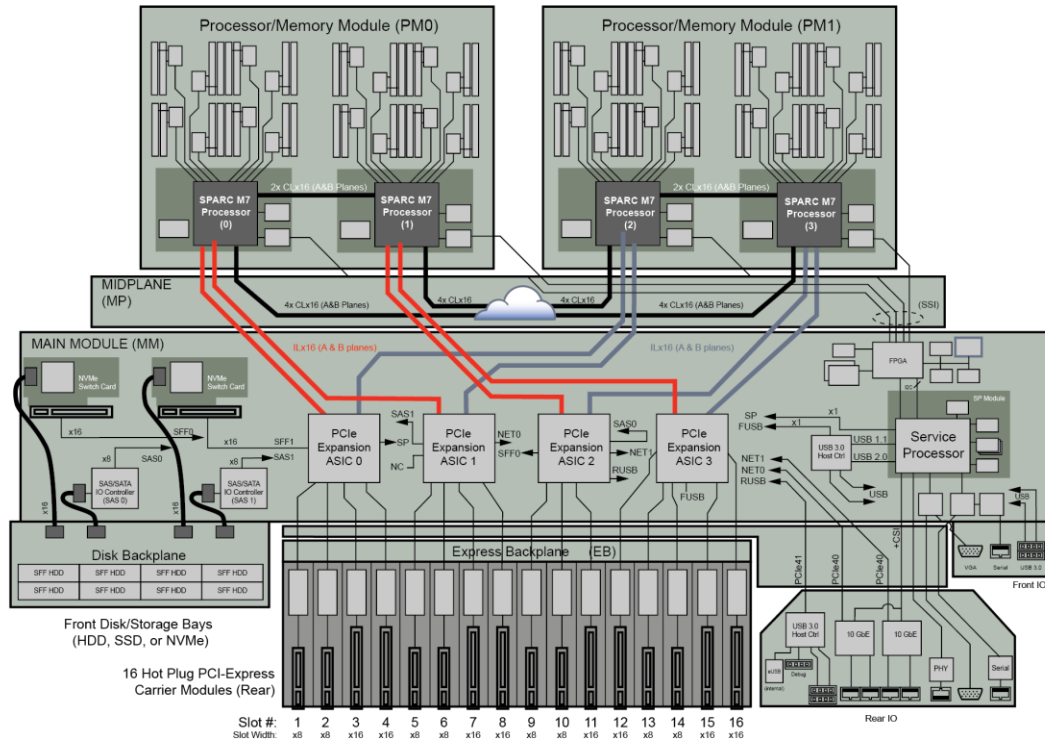 Processor/Memory Module (PM0)
Processor/Memory Module (PM1)
2x CLx16 (A&B Planes)
2x CLx16 (A&B Planes)
SPARC M7
Processor
(0)
SPARC M7
Processor
(1)
SPARC M7
Processor
(2)
SPARC M7
Processor
(3)
MIDPLANE
(MP)
4x CLx16
4x CLx16
4x CLx16 (A&B Planes)
4x CLx16 (A&B Planes)
(SSI)
MAIN MODULE (MM)
ILx16 (A & B planes)
ILx16 (A & B planes)
NVMe
Switch Card
NVMe
Switch Card
FPGA
I2C
SP Module
x16
SFF0
x16
SFF1
x8
SAS0
x8
SAS1
SAS/SATA
IO Controller
(SAS 0)
SAS/SATA
IO Controller
(SAS 1)
x16
x16
PCIe
Expansion
ASIC 0
PCIe
Expansion
ASIC 1
PCIe
Expansion
ASIC 2
PCIe
Expansion
ASIC 3
SAS1
SP
NC
NET0
SFF0
SAS0
NET1
RUSB
FUSB
SP
FUSB
x1
x1
NET1
NET0
RUSB
USB 3.0
Host Ctrl
USB 1.1
USB 2.0
USB
Service
Processor
USB
Disk Backplane
SFF HDD SFF HDD SFF HDD SFF HDD
SFF HDD SFF HDD SFF HDD SFF HDD
Front Disk/Storage Bays
(HDD, SSD, or NVMe)
Express Backplane (EB)
16 Hot Plug PCI-Express
Carrier Modules (Rear)
PCIe41
PCIe40
PCIe40
+CSI
VGA
Serial
USB 3.0
Front IO
USB 3.0
Host Ctrl
10 GbE
10 GbE
eUSB
(internal)
Debug
PHY
Serial
Rear IO
Slot #: 1 2 3 4 5 6 7 8 9 10 11 12 13 14 15 16
Slot Width: x8 x8 x16 x16 x8 x8 x16 x16 x8 x8 x16 x16 x8 x8 x16 x16